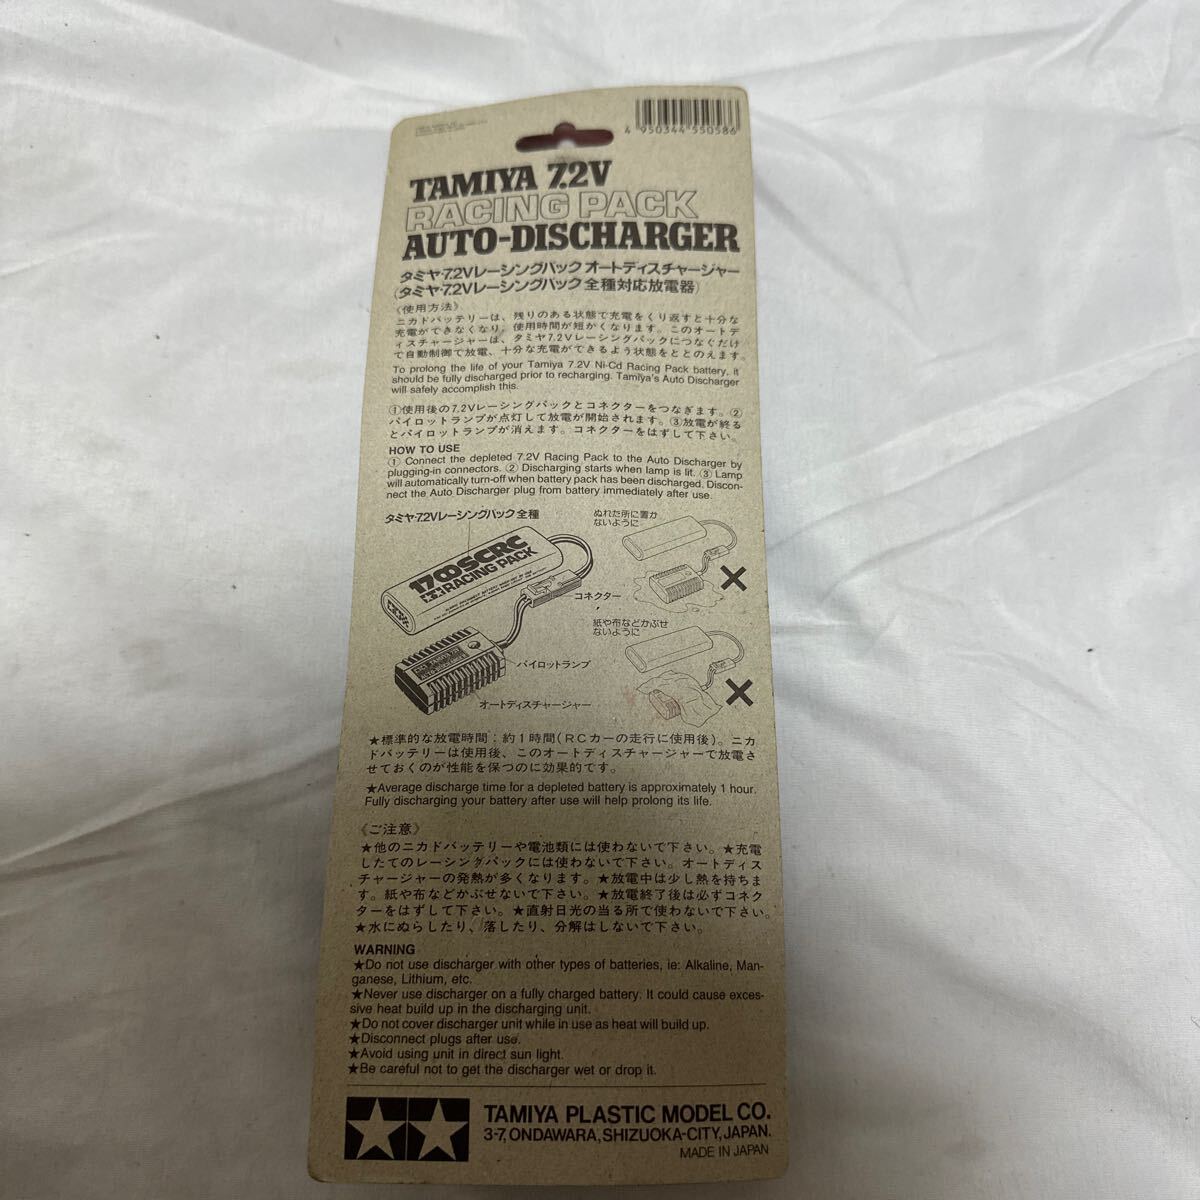 4 950344 550586
TAMIYA 7.2V
RACING PACK
AUTO-DISCHARGER
タミヤ・7.2Vレーシングパック オートディスチャージャー
(タミヤ・7.2Vレーシングパック 全種対応放電器)
《使用方法》
ニカドバッテリーは、残りのある状態で充電をくり返すと十分な
充電ができなくなり、使用時間が短かくなります。このオートデ
ィスチャージャーは、タミヤ7.2Vレーシングパックにつなぐだけ
で自動制御で放電、十分な充電ができるよう状態をととのえます。
To prolong the life of your Tamiya 7.2V Ni-Cd Racing Pack battery, it
should be fully discharged prior to recharging. Tamiya's Auto Discharger
will safely accomplish this.
①使用後の7.2Vレーシングパックとコネクターをつなぎます。②
パイロットランプが点灯して放電が開始されます。③放電が終る
とパイロットランプが消えます。コネクターをはずして下さい。
HOW TO USE
① Connect the depleted 7.2V Racing Pack to the Auto Discharger by
plugging-in connectors. ② Discharging starts when lamp is lit. ③ Lamp
will automatically turn-off when battery pack has been discharged. Discon-
nect the Auto Discharger plug from battery immediately after use.
タミヤ・7.2Vレーシングパック全種
ぬれた所に置か
ないように
1700SCRC
RACING PACK
コネクター
紙や布などかぶせ
ないように
パイロットランプ
オートディスチャージャー
★標準的な放電時間：約1時間(RCカーの走行に使用後)。ニカ
ドバッテリーは使用後、このオートディスチャージャーで放電さ
せておくのが性能を保つのに効果的です。
★Average discharge time for a depleted battery is approximately 1 hour.
Fully discharging your battery after use will help prolong its life.
《ご注意》
★他のニカドバッテリーや電池類には使わないで下さい。★充電
したてのレーシングパックには使わないで下さい。オートディス
チャージャーの発熱が多くなります。★放電中は少し熱を持ちま
す。紙や布などかぶせないで下さい。★放電終了後は必ずコネク
ターをはずして下さい。★直射日光の当る所で使わないで下さい。
★水にぬらしたり、落したり、分解はしないで下さい。
WARNING
★Do not use discharger with other types of batteries, ie: Alkaline, Man-
ganese, Lithium, etc.
★Never use discharger on a fully charged battery. It could cause exces-
sive heat build up in the discharging unit.
★Do not cover discharger unit while in use as heat will build up.
★Disconnect plugs after use.
★Avoid using unit in direct sun light.
★Be careful not to get the discharger wet or drop it.
TAMIYA PLASTIC MODEL CO.
3-7, ONDAWARA, SHIZUOKA-CITY, JAPAN.
MADE IN JAPAN